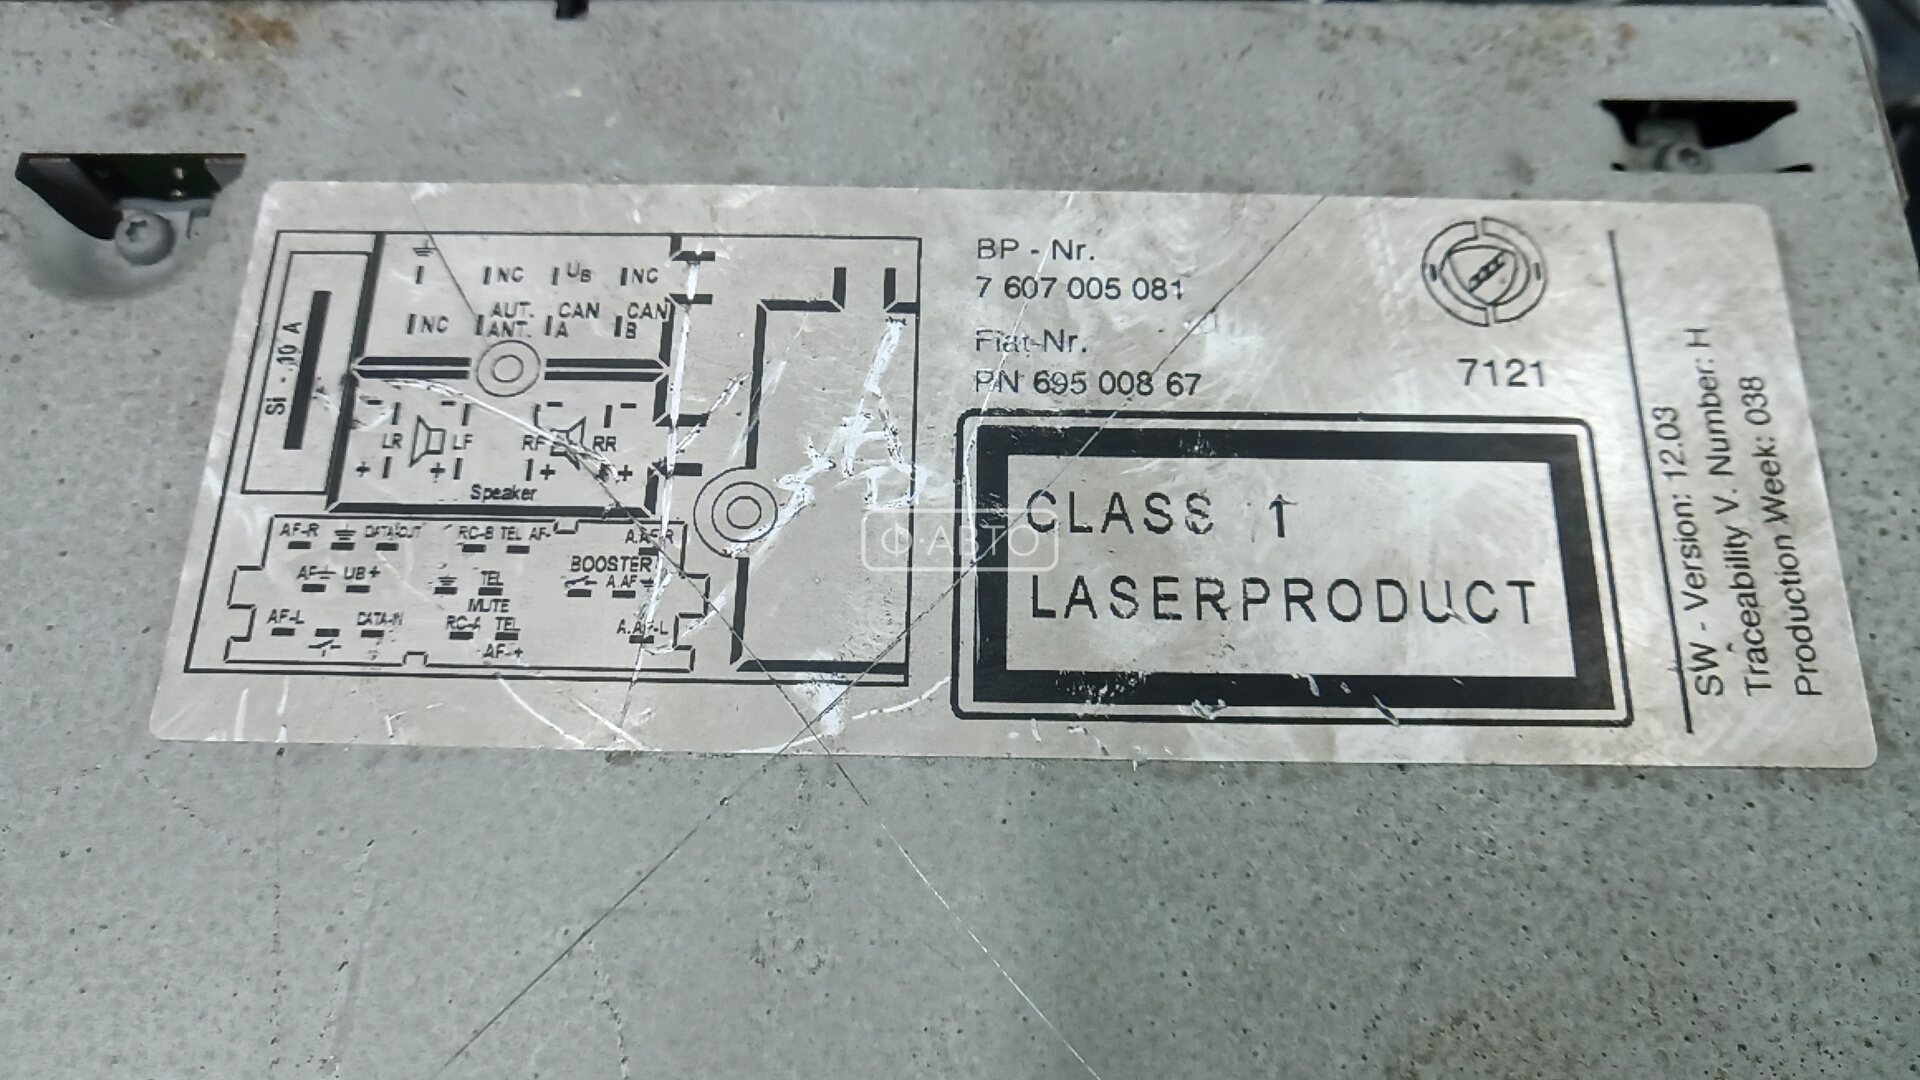 Si - 10 A
NC
UB
NC
NC
AUT. ANT.
CAN A
CAN B
- - - -
LR LF RF RR
+ + + +
Speaker
AF-R
DATA-OUT
RC-B TEL AF-
A.AF-R
AF
UB+
TEL MUTE
BOOSTER
A.AF
AF-L
DATA-IN
RC-A TEL AF-+
A.AF-L
BP - Nr.
7 607 005 081
Fiat-Nr.
PN 695 008 67
7121
CLASS 1
LASERPRODUCT
SW - Version: 12.03
Traceability V. Number: H
Production Week: 038
Ф·АВТО